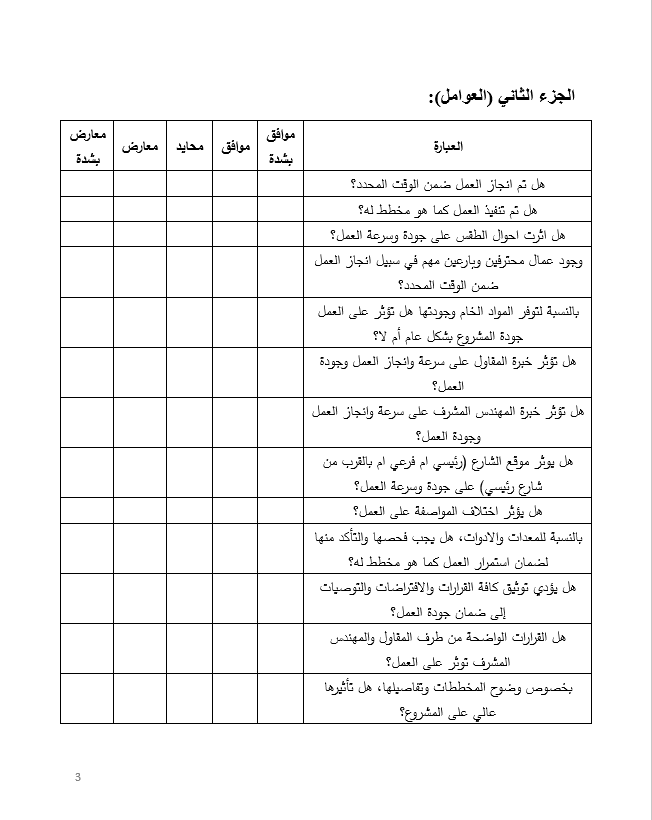 الجزء الثاني (العوامل):
العبارة
موافق
بشدة
موافق
محايد
معارض
معارض
بشدة
هل تم انجاز العمل ضمن الوقت المحدد؟
هل تم تنفيذ العمل كما هو مخطط له؟
هل اثرت احوال الطقس على جودة وسرعة العمل؟
وجود عمال محترفين وبارعين مهم في سبيل انجاز العمل
ضمن الوقت المحدد؟
بالنسبة لتوفر المواد الخام وجودتها هل تؤثر على العمل
جودة المشروع بشكل عام أم لا؟
هل تؤثر خبرة المقاول على سرعة وانجاز العمل وجودة
العمل؟
هل تؤثر خبرة المهندس المشرف على سرعة وانجاز العمل
وجودة العمل؟
هل يوثر موقع الشارع (رئيسي ام فرعي ام بالقرب من
شارع رئيسي) على جودة وسرعة العمل؟
هل يؤثر اختلاف المواصفة على العمل؟
بالنسبة للمعدات والادوات، هل يجب فحصها والتأكد منها
لضمان استمرار العمل كما هو مخطط له؟
هل يؤدي توثيق كافة القرارات والافتراضات والتوصيات
إلى ضمان جودة العمل؟
هل القرارات الواضحة من طرف المقاول والمهندس
المشرف توثر على العمل؟
بخصوص وضوح المخططات وتفاصيلها، هل تأثيرها
عالي على المشروع؟
3